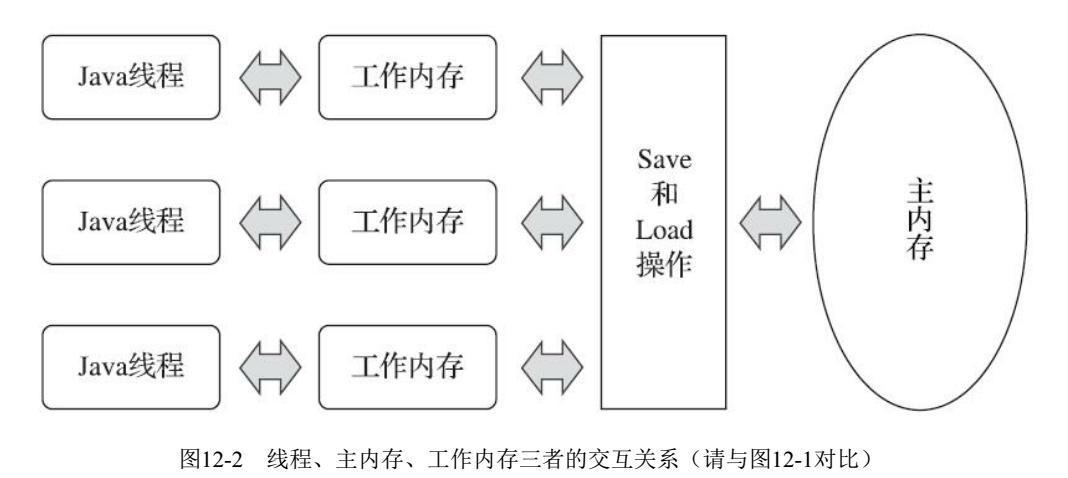 Java线程
工作内存
Java线程
工作内存
Java线程
工作内存
Save
和
Load
操作
主
内
存
图12-2 线程、主内存、工作内存三者的交互关系（请与图12-1对比）